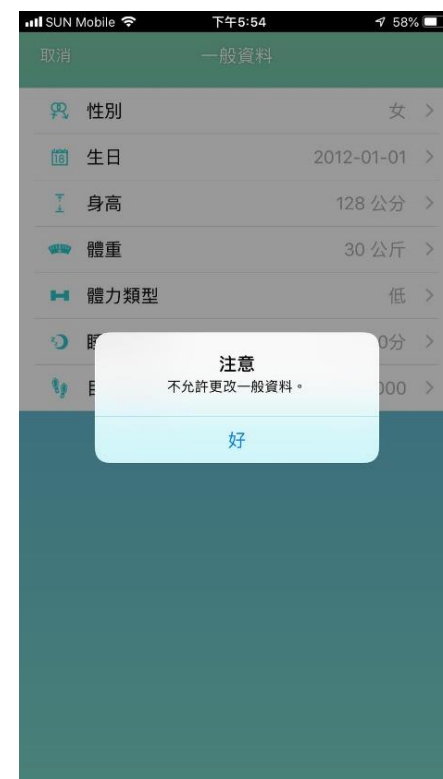 SUN Mobile 下午5:54 58%
取消 一般資料
性別 女
18 生日 2012-01-01
身高 128 公分
體重 30 公斤
體力類型 低
0分
注意
不允許更改一般資料。
000
好